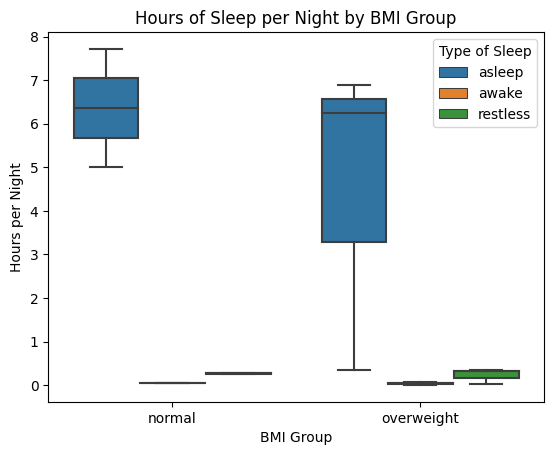 Hours of Sleep per Night by BMI Group
8
7
6
5
4
3
2
1
0
Hours per Night
Type of Sleep
asleep
awake
restless
normal
overweight
BMI Group